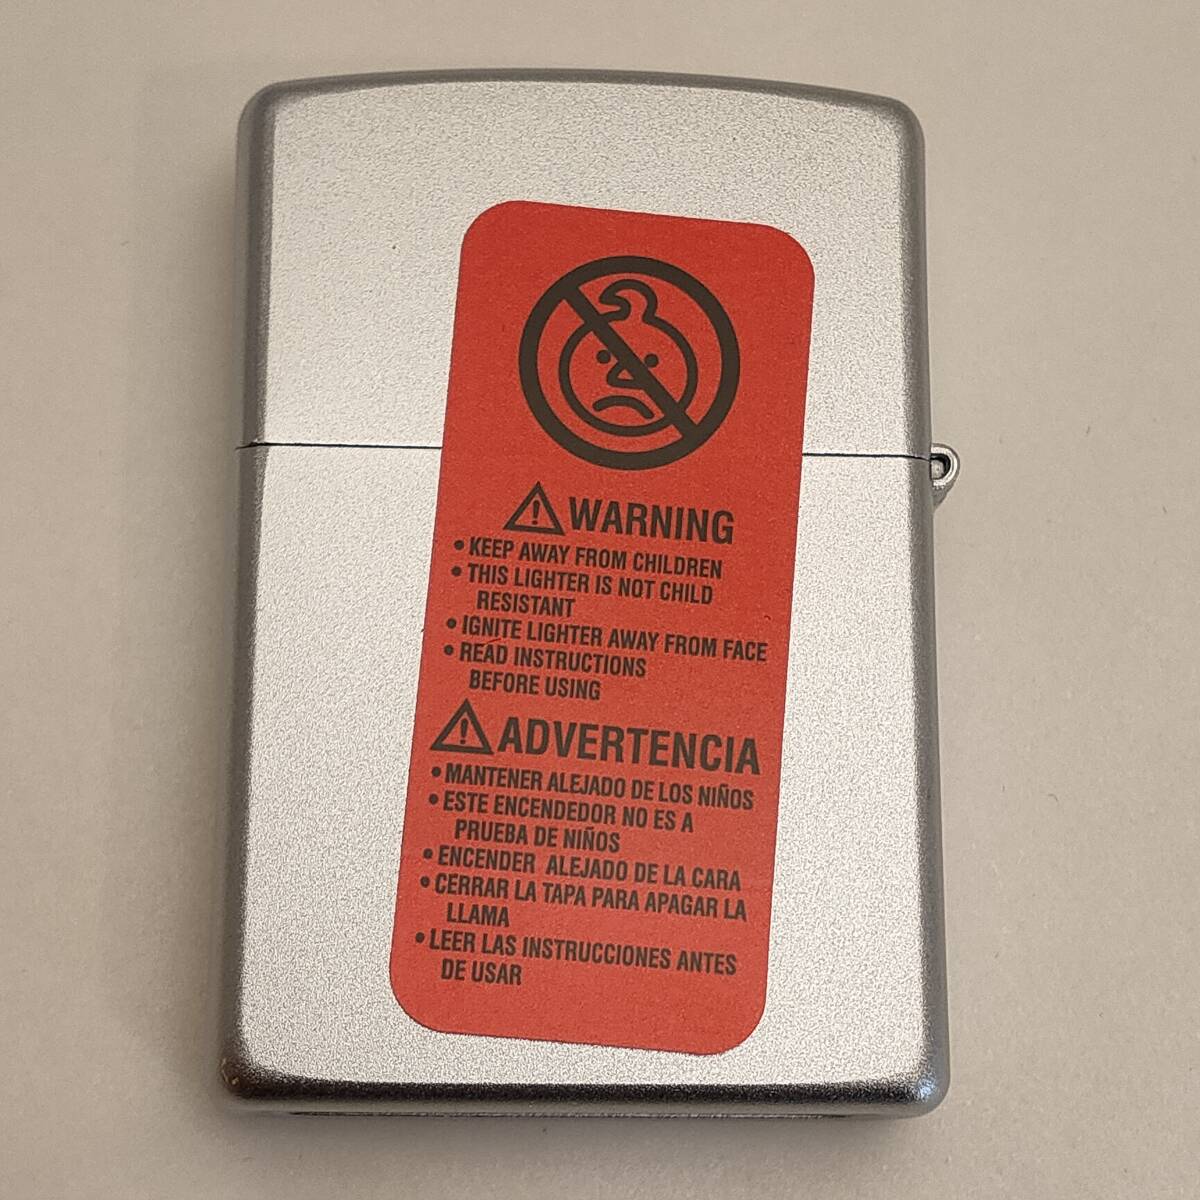 WARNING
• KEEP AWAY FROM CHILDREN
• THIS LIGHTER IS NOT CHILD
RESISTANT
• IGNITE LIGHTER AWAY FROM FACE
• READ INSTRUCTIONS
BEFORE USING
ADVERTENCIA
• MANTENER ALEJADO DE LOS NIÑOS
• ESTE ENCENDEDOR NO ES A
PRUEBA DE NIÑOS
• ENCENDER ALEJADO DE LA CARA
• CERRAR LA TAPA PARA APAGAR LA
LLAMA
• LEER LAS INSTRUCCIONES ANTES
DE USAR